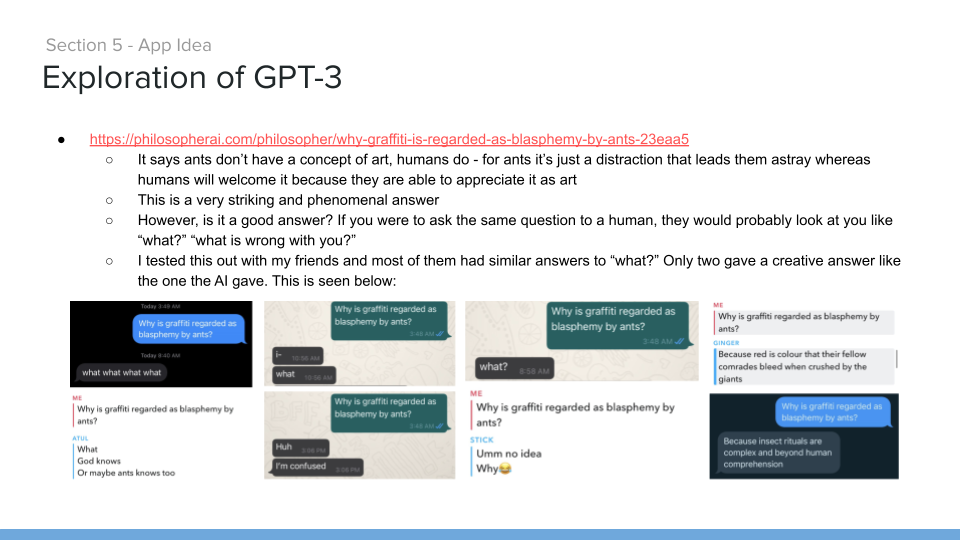 Section 5 - App Idea
Exploration of GPT-3
● https://philosopherai.com/philosopher/why-graffiti-is-regarded-as-blasphemy-by-ants-23eaa5
○ It says ants don’t have a concept of art, humans do - for ants it’s just a distraction that leads them astray whereas
humans will welcome it because they are able to appreciate it as art
○ This is a very striking and phenomenal answer
○ However, is it a good answer? If you were to ask the same question to a human, they would probably look at you like
“what?” “what is wrong with you?”
○ I tested this out with my friends and most of them had similar answers to “what?” Only two gave a creative answer like
the one the AI gave. This is seen below:
Today 3:48 AM
Why is graffiti regarded as
blasphemy by ants?
Today 9:40 AM
what what what what
Why is graffiti regarded as
blasphemy by ants?
3:48 AM
i-
10:58 AM
what
10:58 AM
Why is graffiti regarded as
blasphemy by ants?
3:48 AM
what?
8:58 AM
ME
Why is graffiti regarded as blasphemy by
ants?
GINGER
Because red is colour that their fellow
comrades bleed when crushed by the
giants
ME
Why is graffiti regarded as blasphemy by
ants?
ATUL
What
God knows
Or maybe ants knows too
Why is graffiti regarded as
blasphemy by ants?
3:48 AM
Huh
3:06 PM
I'm confused
3:06 PM
ME
Why is graffiti regarded as blasphemy by
ants?
STICK
Umm no idea
Why😂
Why is graffiti regarded as
blasphemy by ants?
Because insect rituals are
complex and beyond human
comprehension